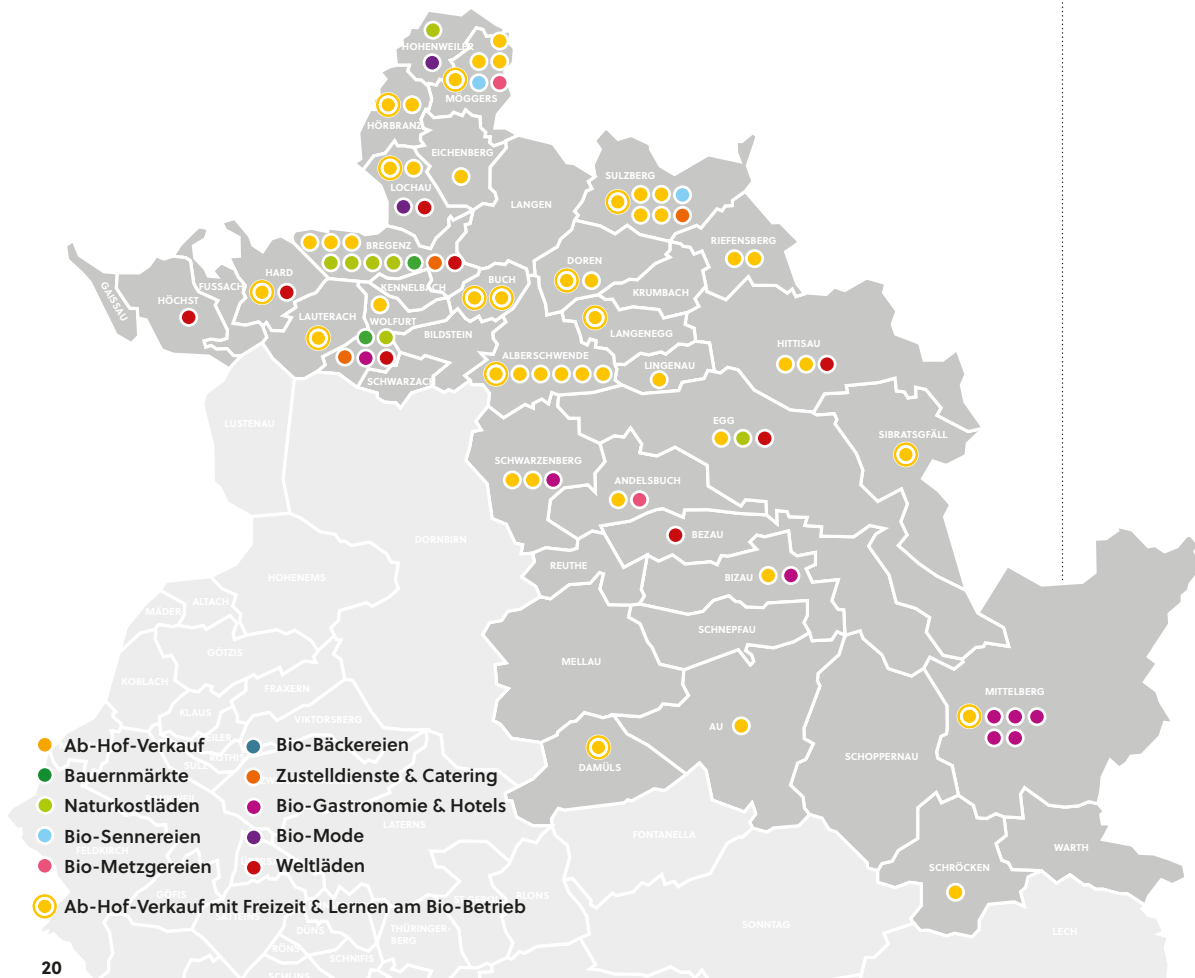 HOHENWEILER
MÖGGERS
HÖRBRANZ
EICHENBERG
LOCHAU
SULZBERG
LANGEN
RIEFENSBERG
BREGENZ
DOREN
HARD
BUCH
FUSSACH
KENNELBACH
GAISSAU
HÖCHST
KRUMBACH
LAUTERACH
WOLFURT
BILDSTEIN
LANGENEGG
HITTISAU
ALBERSCHWENDE
LINGENAU
SCHWARZACH
LUSTENAU
EGG
SIBRATSGFÄLL
SCHWARZENBERG
ANDELSBUCH
BEZAU
DORNBIRN
REUTHE
BIZAU
HOHENEMS
ALTACH
MÄDER
SCHNEPFAU
GÖTZIS
MELLAU
KOBLACH
FRAXERN
MITTELBERG
KLAUS
VIKTORSBERG
AU
SCHOPPERNAU
DAMÜLS
Ab-Hof-Verkauf
Bauernmärkte
Naturkostläden
Bio-Sennereien
Bio-Metzgereien
Bio-Bäckereien
Zustelldienste & Catering
Bio-Gastronomie & Hotels
Bio-Mode
Weltläden
Ab-Hof-Verkauf mit Freizeit & Lernen am Bio-Betrieb
LATERNS
FONTANELLA
WARTH
FELDKIRCH
SCHRÖCKEN
GÖFIS
BLONS
SONNTAG
DÜNS
THÜRINGER-
BERG
LECH
RÖNS
SCHNIFIS
SCHLINS
20